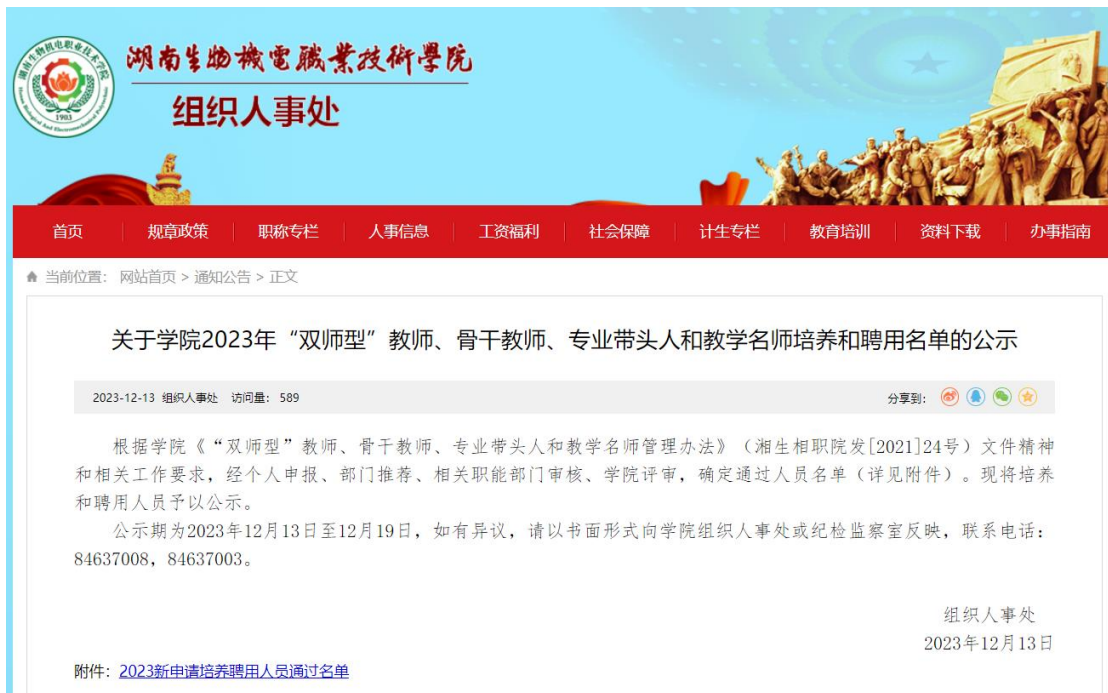 湖南生物機電職業技術學院
组织人事处
1903
首页 规章政策 职称专栏 人事信息 工资福利 社会保障 计生专栏 教育培训 资料下载 办事指南
当前位置： 网站首页 > 通知公告 > 正文
关于学院2023年“双师型”教师、骨干教师、专业带头人和教学名师培养和聘用名单的公示
2023-12-13 组织人事处 访问量： 589 分享到：
根据学院《“双师型”教师、骨干教师、专业带头人和教学名师管理办法》（湘生相职院发[2021]24号）文件精神
和相关工作要求，经个人申报、部门推荐、相关职能部门审核、学院评审，确定通过人员名单（详见附件）。现将培养
和聘用人员予以公示。
公示期为2023年12月13日至12月19日，如有异议，请以书面形式向学院组织人事处或纪检监察室反映，联系电话：
84637008，84637003。
组织人事处
2023年12月13日
附件：2023新申请培养聘用人员通过名单